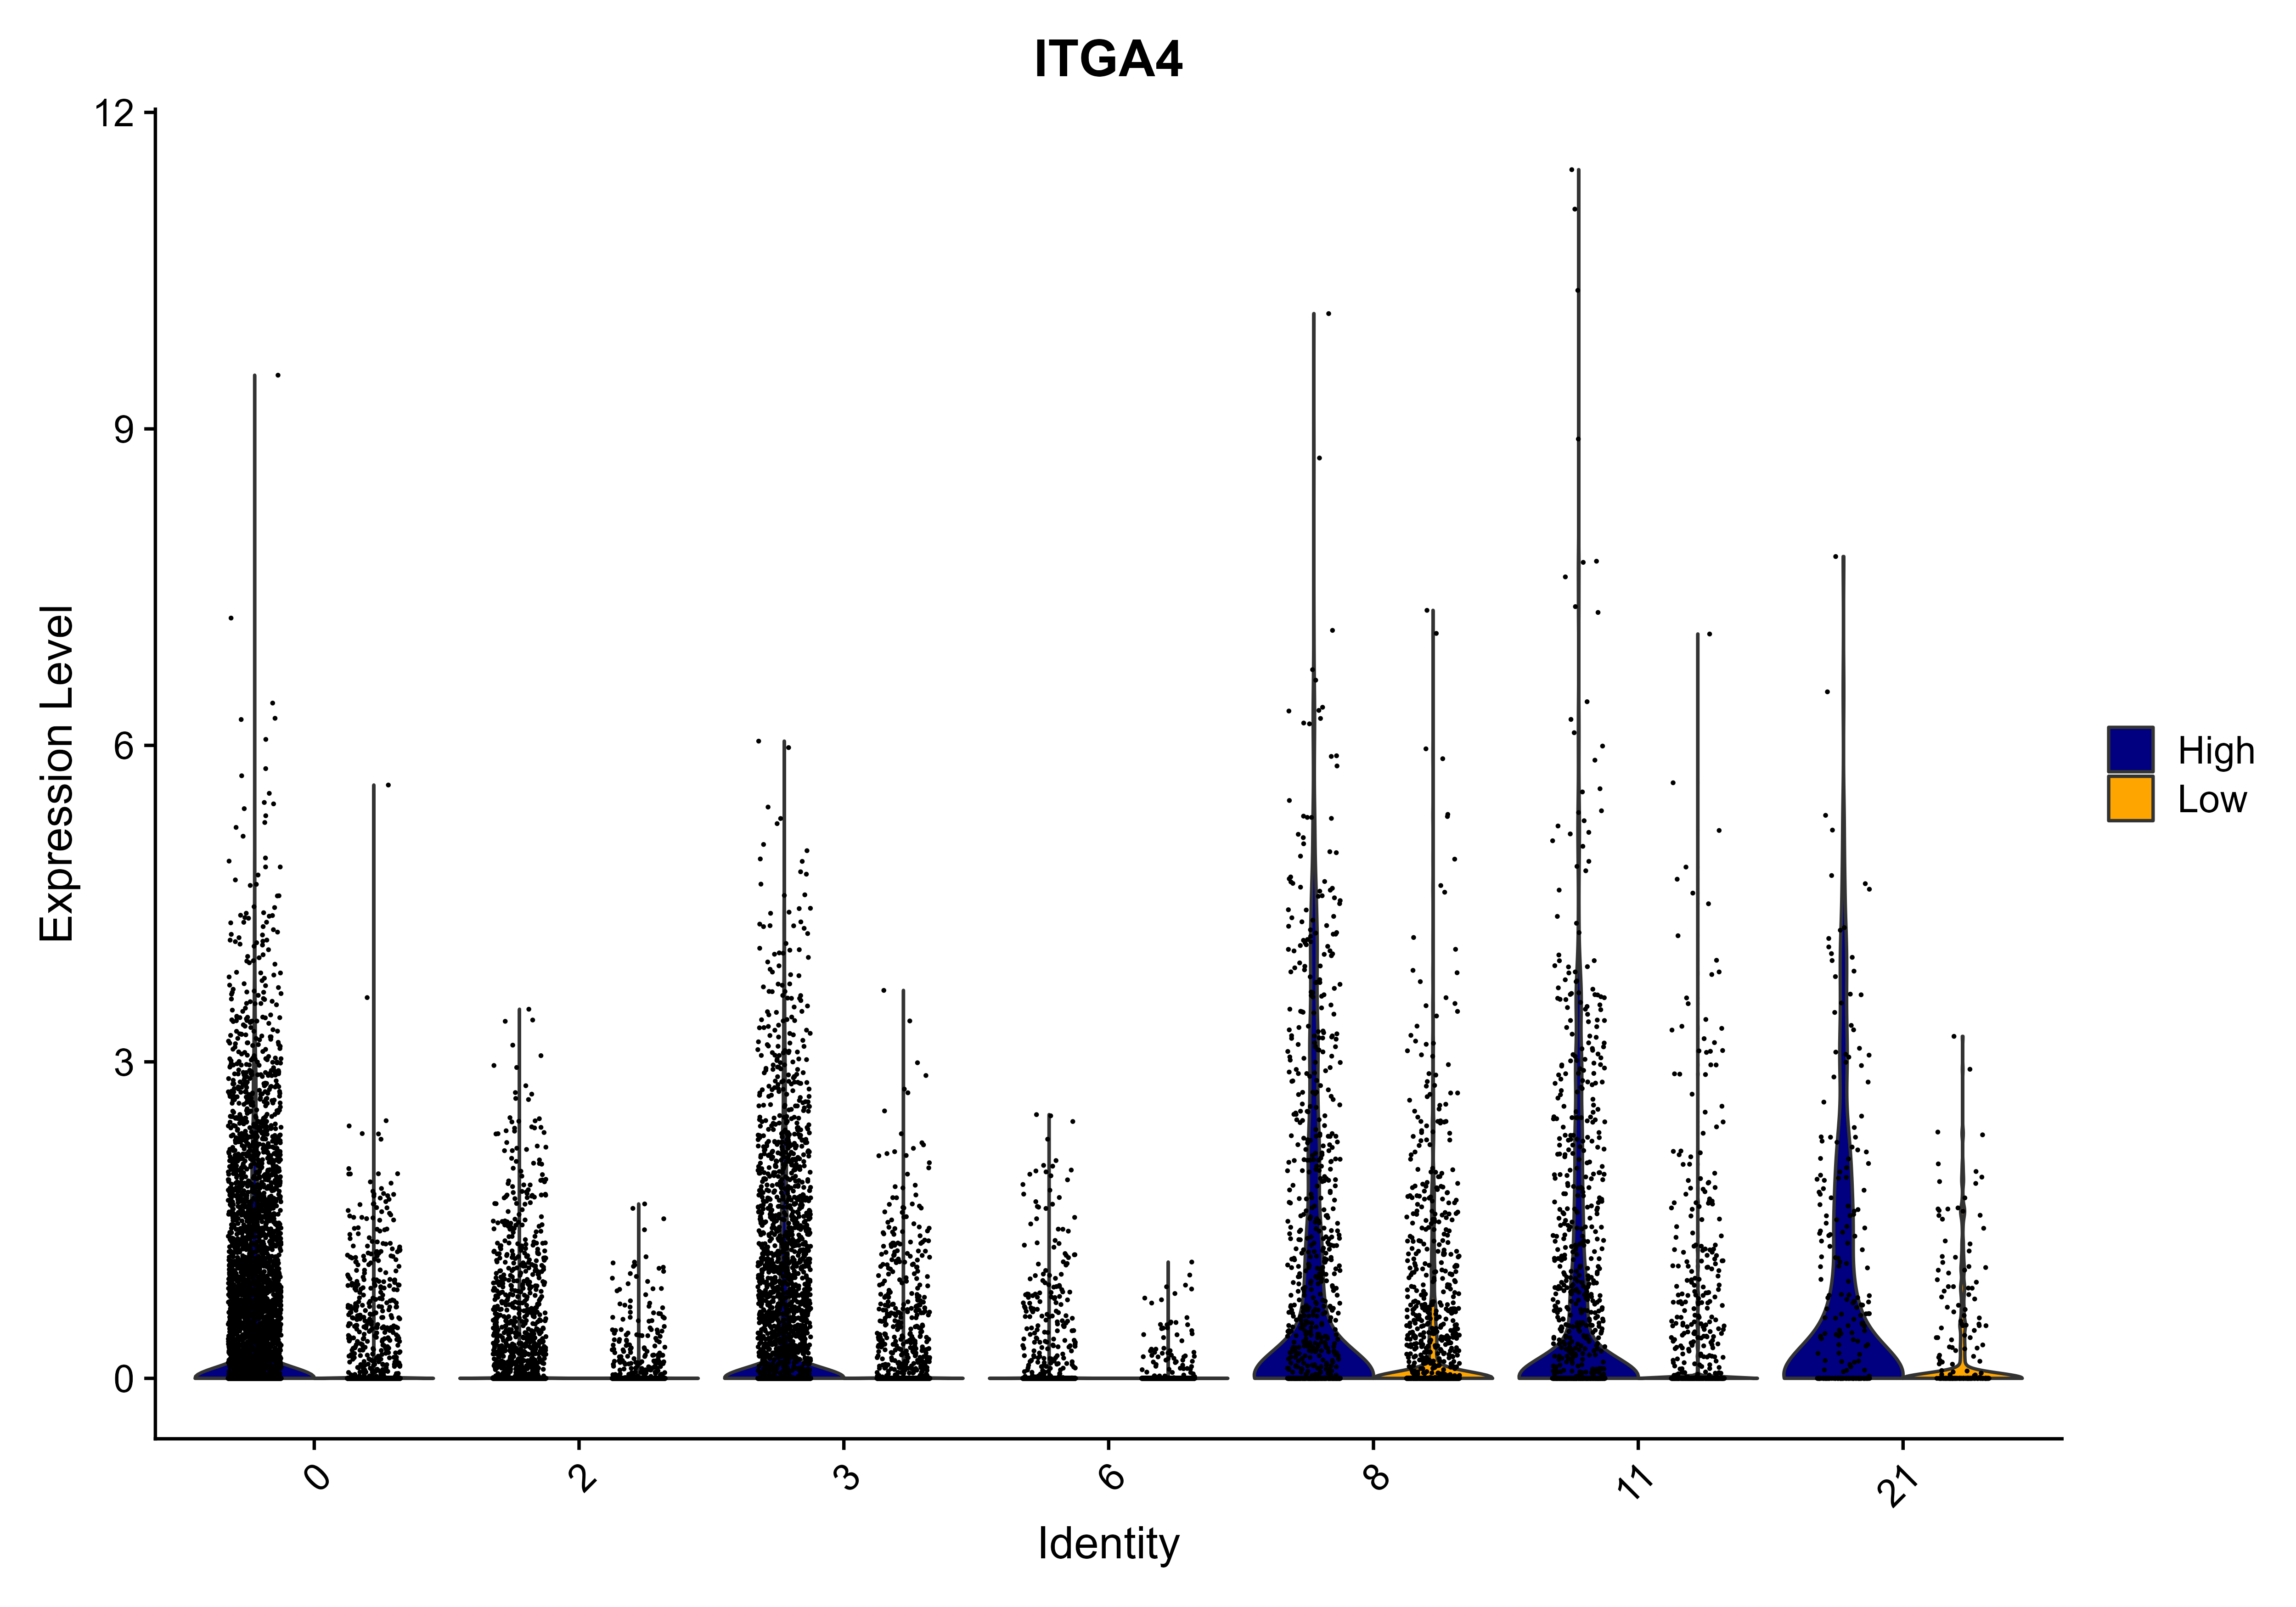 ITGA4
12
9
6
3
0
Expression Level
High
Low
0 2 3 6 8 11 21
Identity